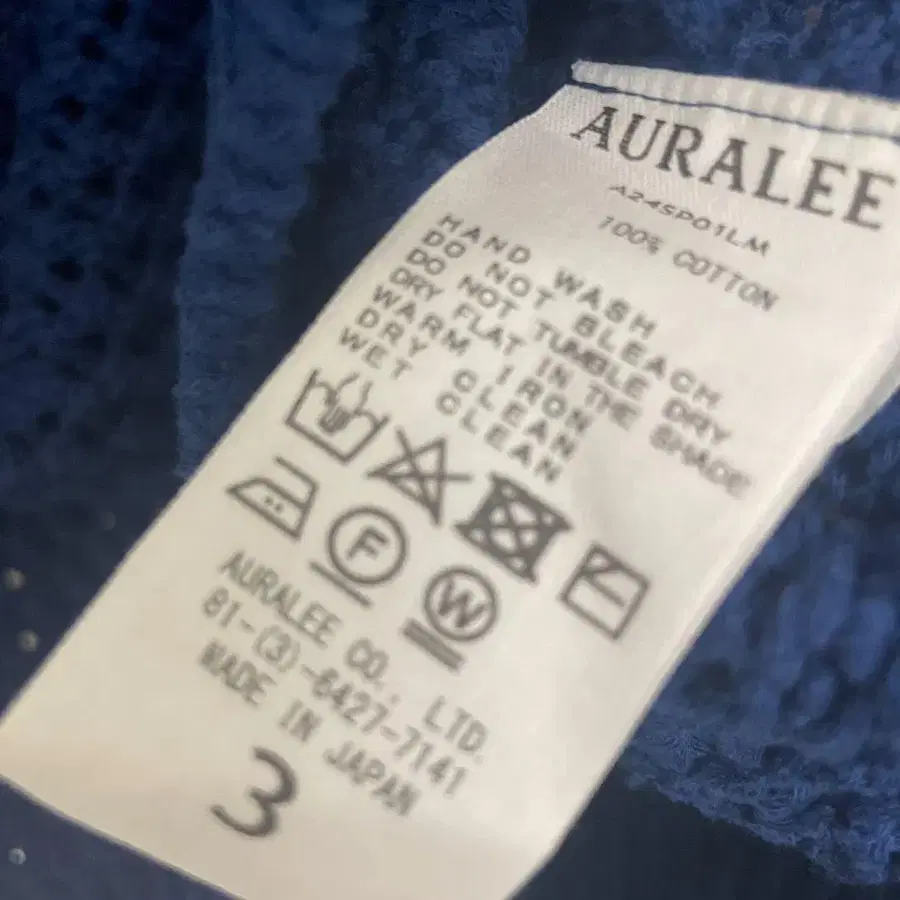 AURALEE
A24SP01LM
100% COTTON
HAND WASH
DO NOT BLEACH
DO NOT TUMBLE DRY
DRY FLAT IN THE SHADE
WARM IRON
DRY CLEAN
WET CLEAN
F
W
AURALEE CO., LTD.
81-(3)-6427-7141
MADE IN JAPAN
3